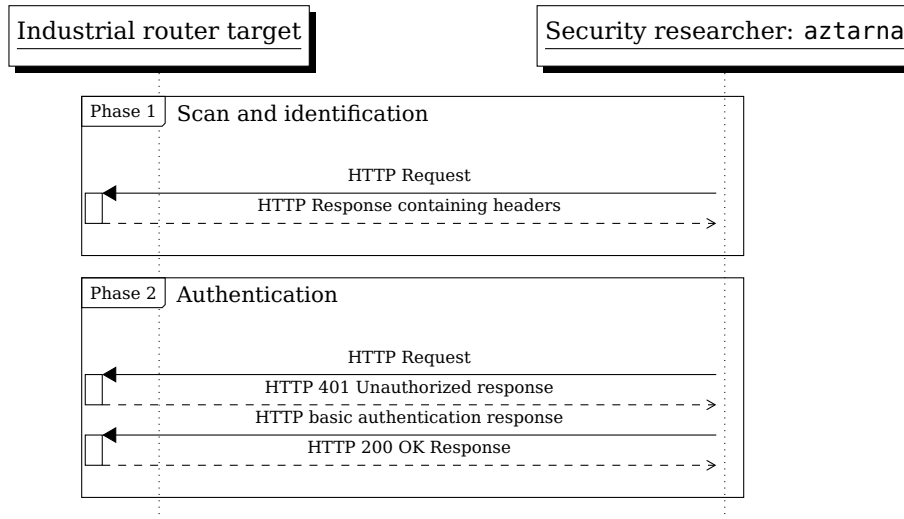 Industrial router target
Security researcher: aztarna
Phase 1
Scan and identification
HTTP Request
HTTP Response containing headers
Phase 2
Authentication
HTTP Request
HTTP 401 Unauthorized response
HTTP basic authentication response
HTTP 200 OK Response